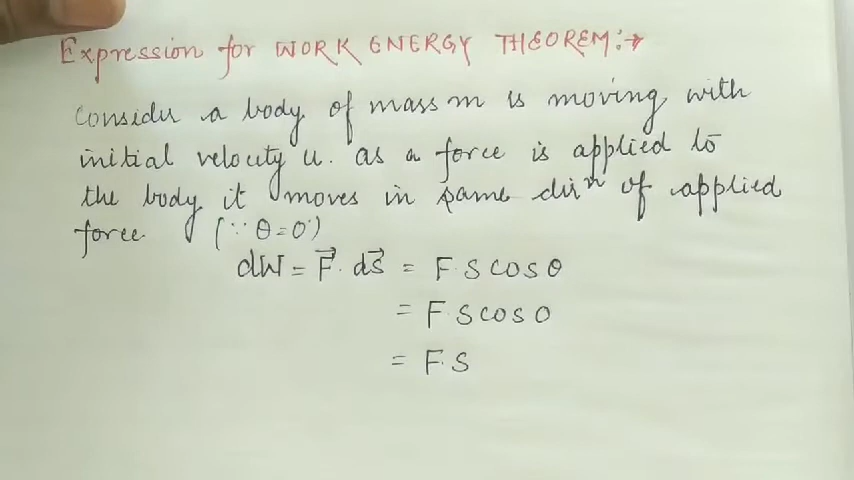 Expression for WORK ENERGY THEOREM:→
Consider a body of mass m is moving with
initial velocity u. as a force is applied to
the body it moves in same dirⁿ of applied
force (∵ θ=0°)
dW = F⃗. dS⃗ = F.S cos θ
= F.S cos 0
= F.S